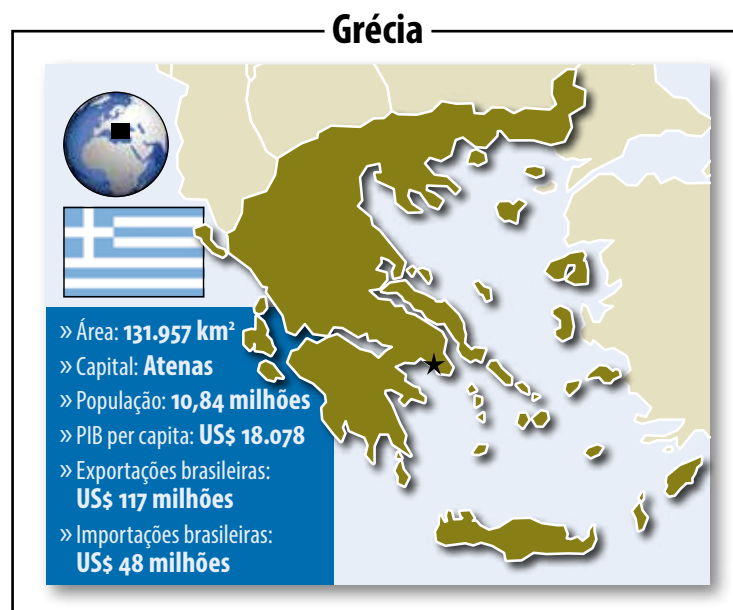 Grécia
» Área: 131.957 km²
» Capital: Atenas
» População: 10,84 milhões
» PIB per capita: US$ 18.078
» Exportações brasileiras:
US$ 117 milhões
» Importações brasileiras:
US$ 48 milhões